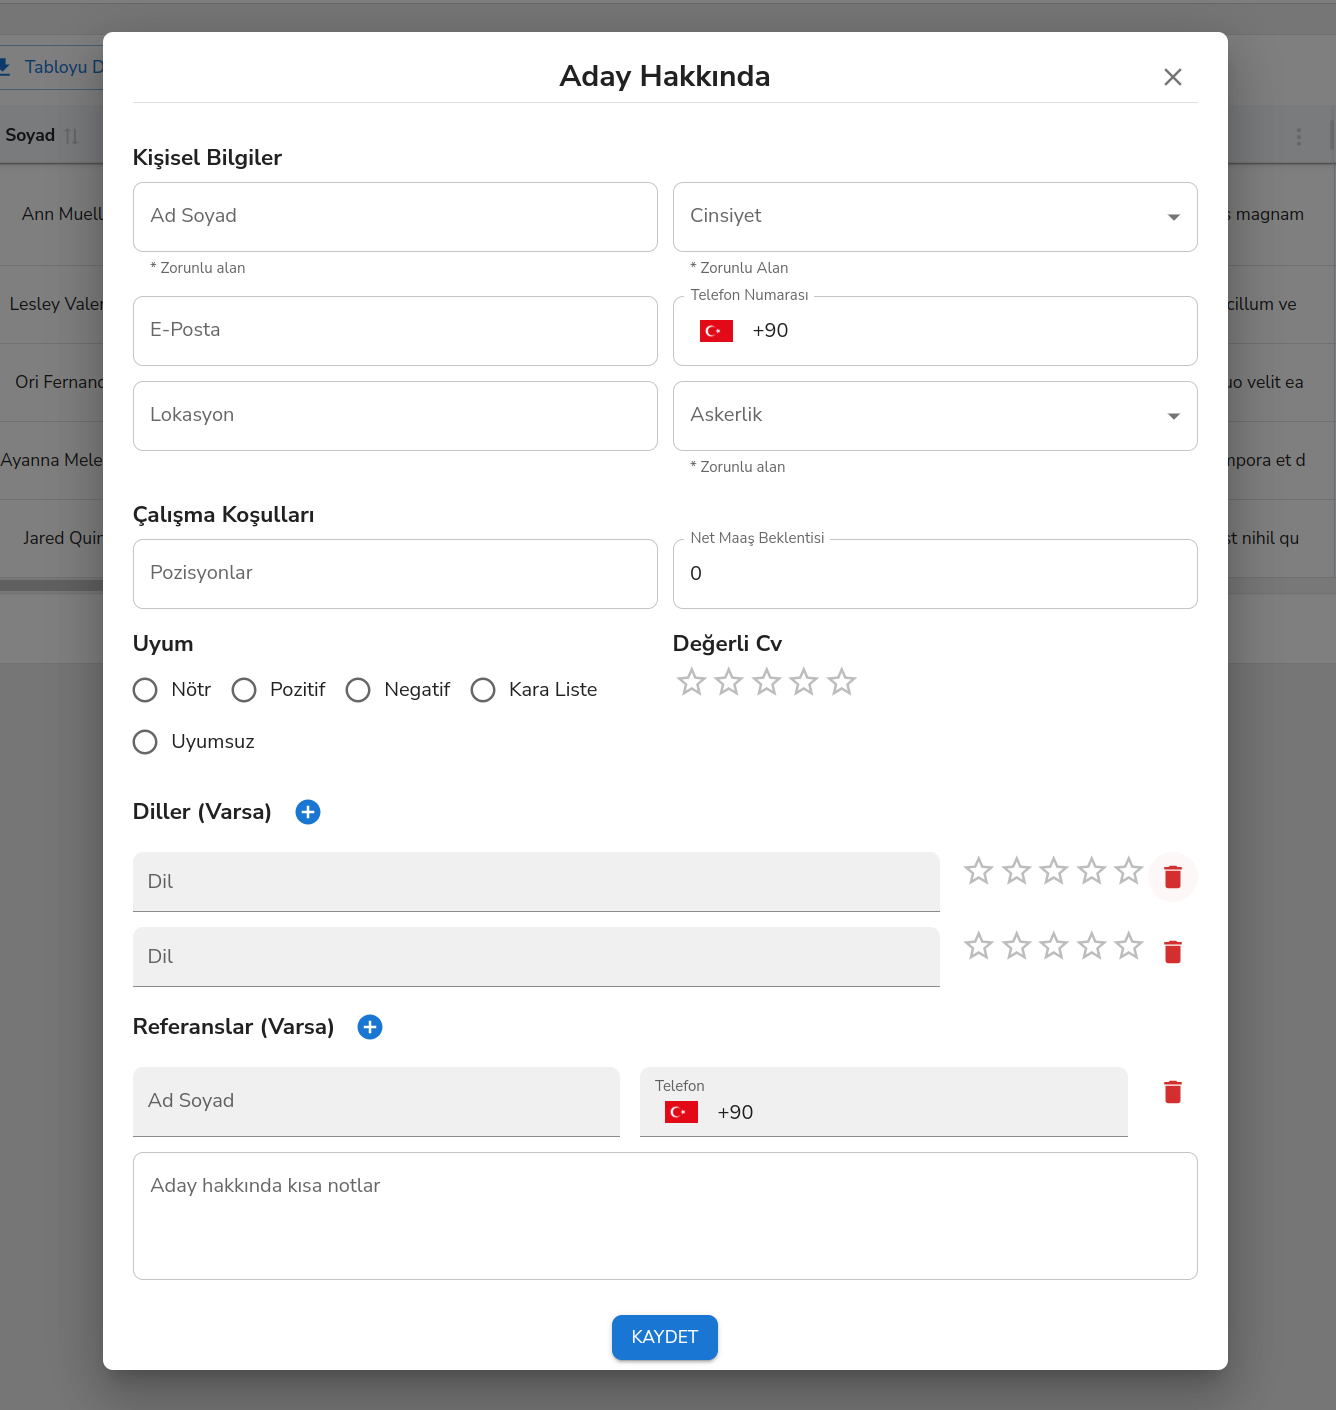 Tabloyu D
Aday Hakkında
Soyad
Kişisel Bilgiler
Ann Muell
Ad Soyad
Cinsiyet
magnam
* Zorunlu alan
* Zorunlu Alan
Telefon Numarası
Lesley Valer
E-Posta
+90
cillum ve
Ori Fernand
velit ea
Lokasyon
Askerlik
Ayanna Mele
* Zorunlu alan
mpora et d
Çalışma Koşulları
Jared Quir
Net Maaş Beklentisi
st nihil qu
Pozisyonlar
0
Uyum
Değerli Cv
Nötr
Pozitif
Negatif
Kara Liste
Uyumsuz
Diller (Varsa)
Dil
Dil
Referanslar (Varsa)
Ad Soyad
Telefon
+90
Aday hakkında kısa notlar
KAYDET